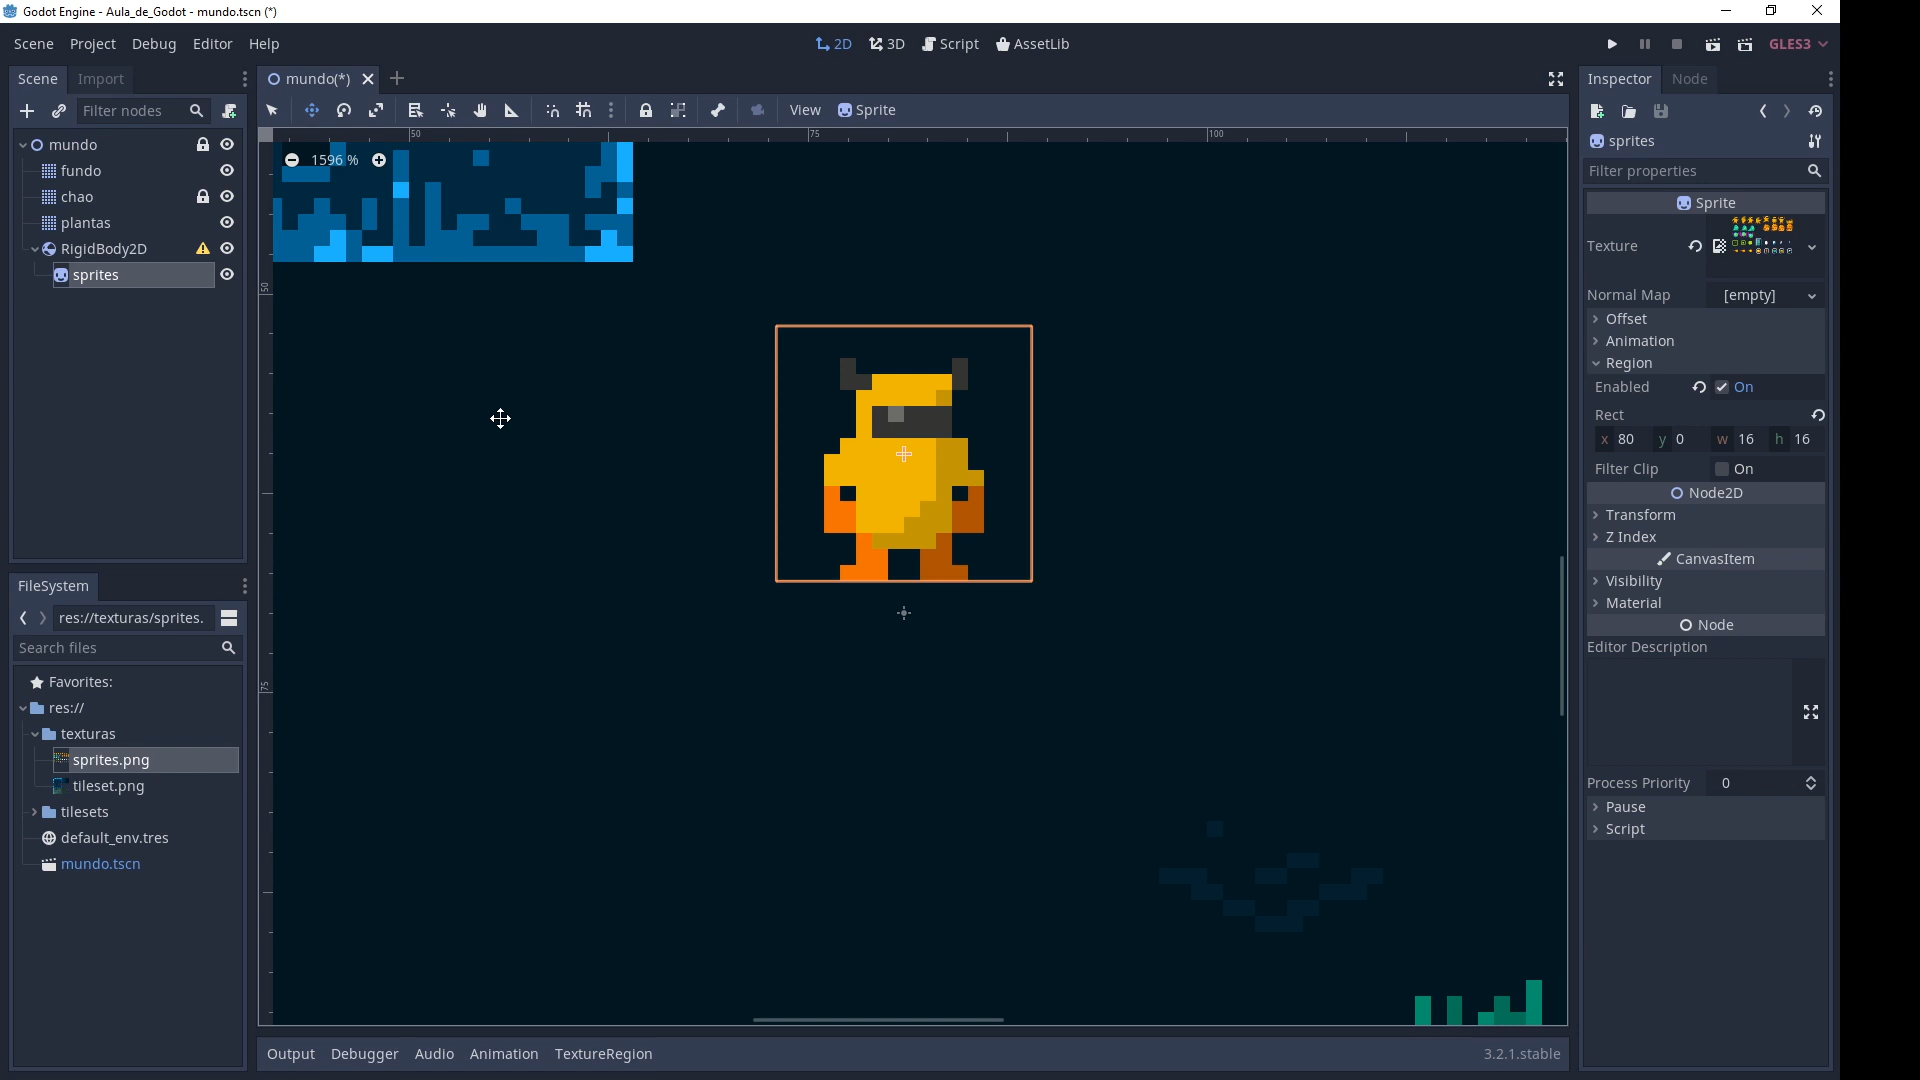 Godot Engine - Aula_de_Godot - mundo.tscn (*)
Scene Project Debug Editor Help
2D 3D Script AssetLib
GLES3
Scene Import
mundo(*)
Inspector Node
Filter nodes
View Sprite
50 75 100
1596 %
50
75
mundo
fundo
chao
plantas
RigidBody2D
sprites
FileSystem
res://texturas/sprites.
Search files
Favorites:
res://
texturas
sprites.png
tileset.png
tilesets
default_env.tres
mundo.tscn
sprites
Filter properties
Sprite
Texture
Normal Map [empty]
Offset
Animation
Region
Enabled On
Rect
x 80 y 0 w 16 h 16
Filter Clip On
Node2D
Transform
Z Index
CanvasItem
Visibility
Material
Node
Editor Description
Process Priority 0
Pause
Script
Output Debugger Audio Animation TextureRegion
3.2.1.stable